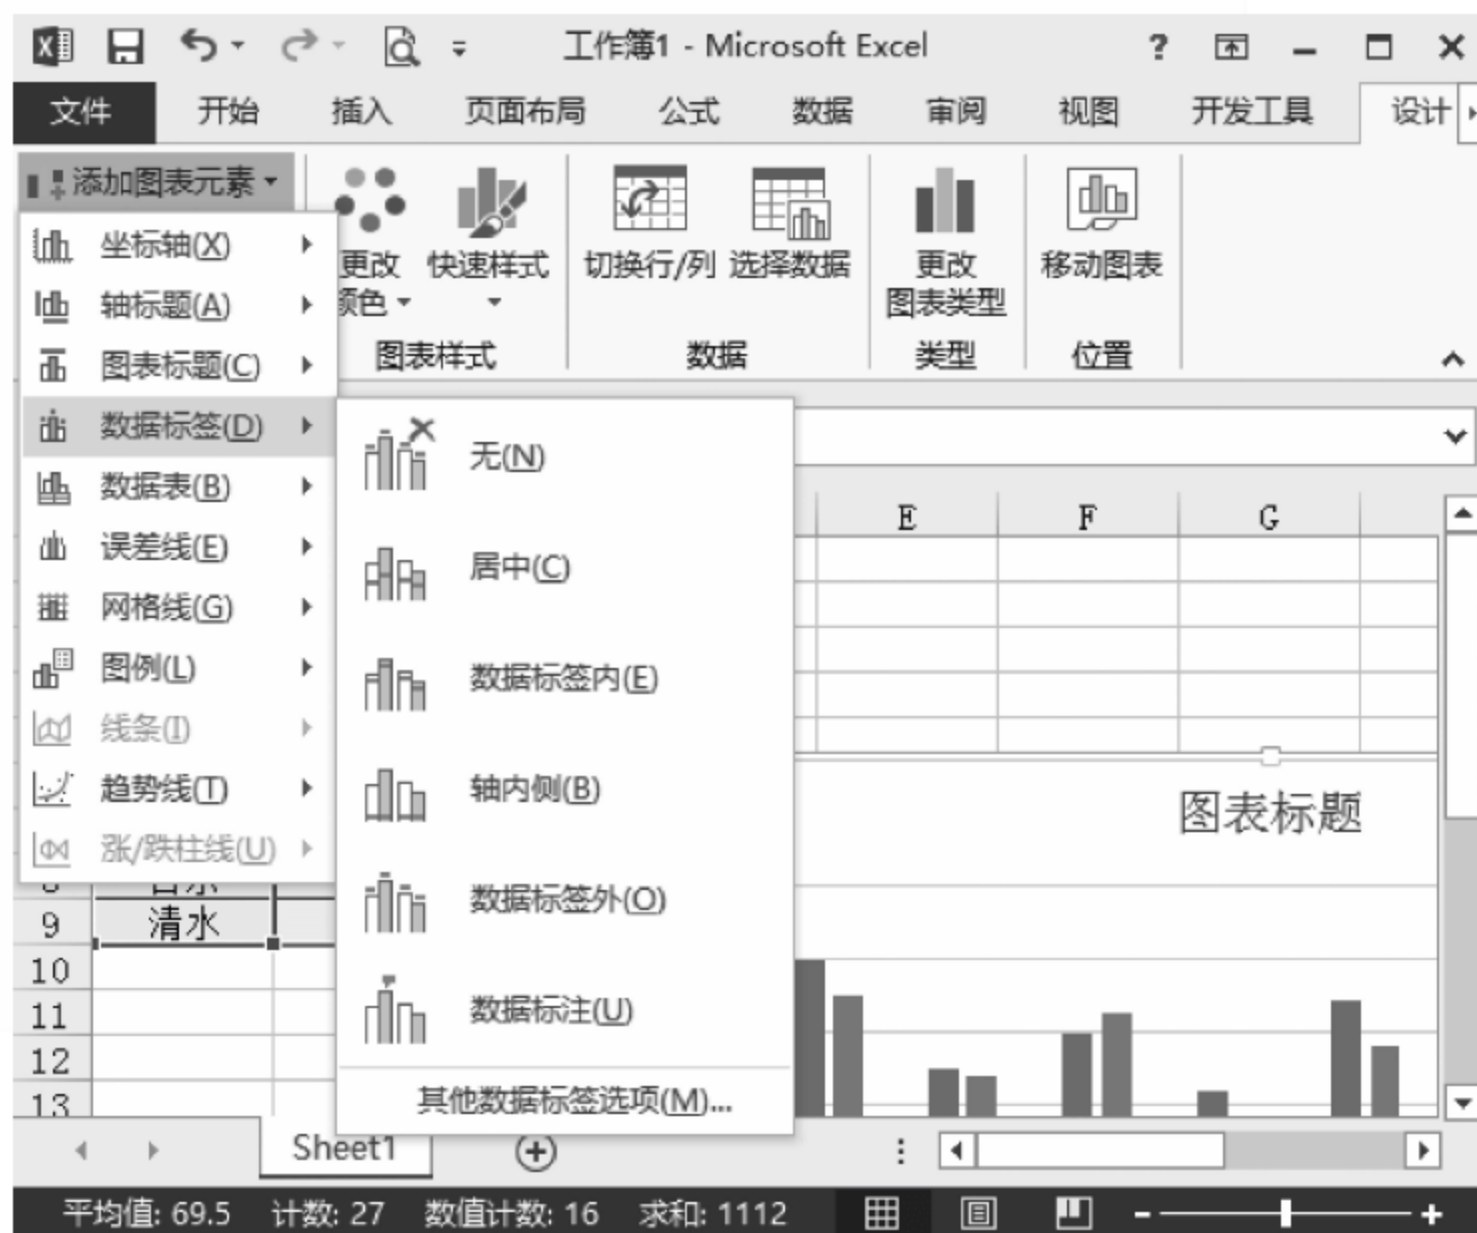 工作簿1 - Microsoft Excel
?
文件 开始 插入 页面布局 公式 数据 审阅 视图 开发工具 设计
添加图表元素
更改 快速样式 切换行/列 选择数据 更改 移动图表
颜色 图表类型
图表样式 数据 类型 位置
坐标轴(X)
轴标题(A)
图表标题(C)
数据标签(D)
数据表(B)
误差线(E)
网格线(G)
图例(L)
线条(I)
趋势线(T)
涨/跌柱线(U)
无(N)
居中(C)
数据标签内(E)
轴内侧(B)
数据标签外(O)
数据标注(U)
其他数据标签选项(M)...
E F G
图表标题
9 清水
10
11
12
13
Sheet1
平均值: 69.5 计数: 27 数值计数: 16 求和: 1112